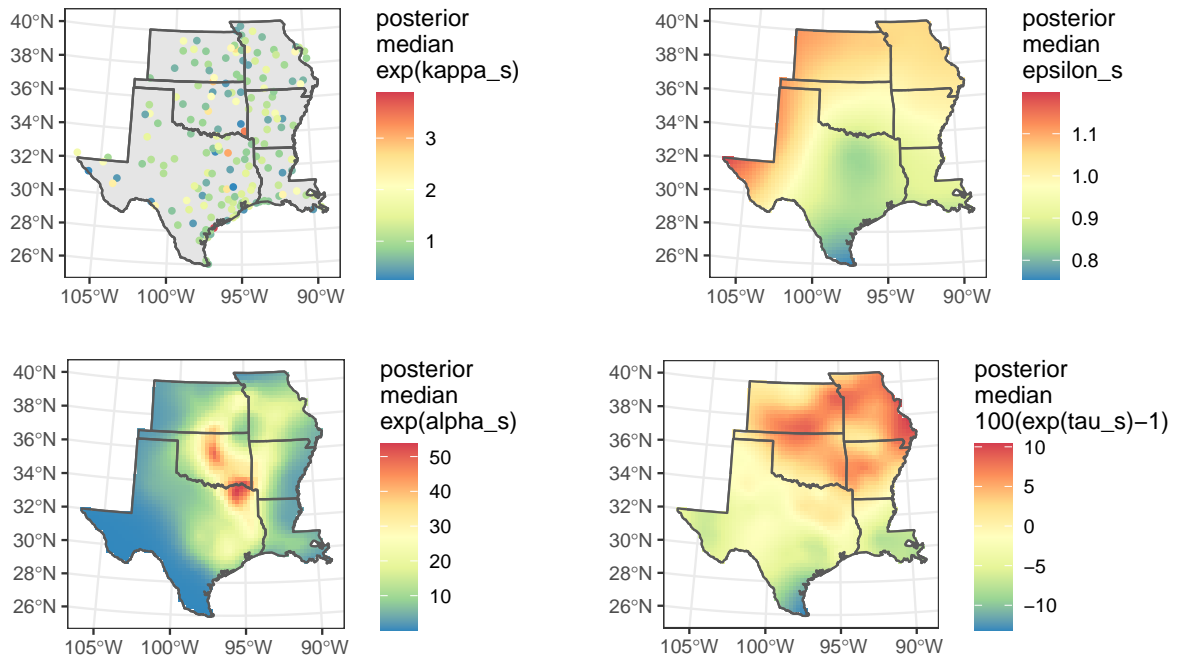 40°N
38°N
36°N
34°N
32°N
30°N
28°N
26°N
105°W 100°W 95°W 90°W
posterior
median
exp(kappa_s)
3
2
1
40°N
38°N
36°N
34°N
32°N
30°N
28°N
26°N
105°W 100°W 95°W 90°W
posterior
median
epsilon_s
1.1
1.0
0.9
0.8
40°N
38°N
36°N
34°N
32°N
30°N
28°N
26°N
105°W 100°W 95°W 90°W
posterior
median
exp(alpha_s)
50
40
30
20
10
40°N
38°N
36°N
34°N
32°N
30°N
28°N
26°N
105°W 100°W 95°W 90°W
posterior
median
100(exp(tau_s)−1)
10
5
0
−5
−10